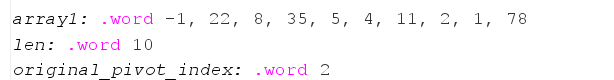 array1: .word -1, 22, 8, 35, 5, 4, 11, 2, 1, 78
len: .word 10
original_pivot_index: .word 2